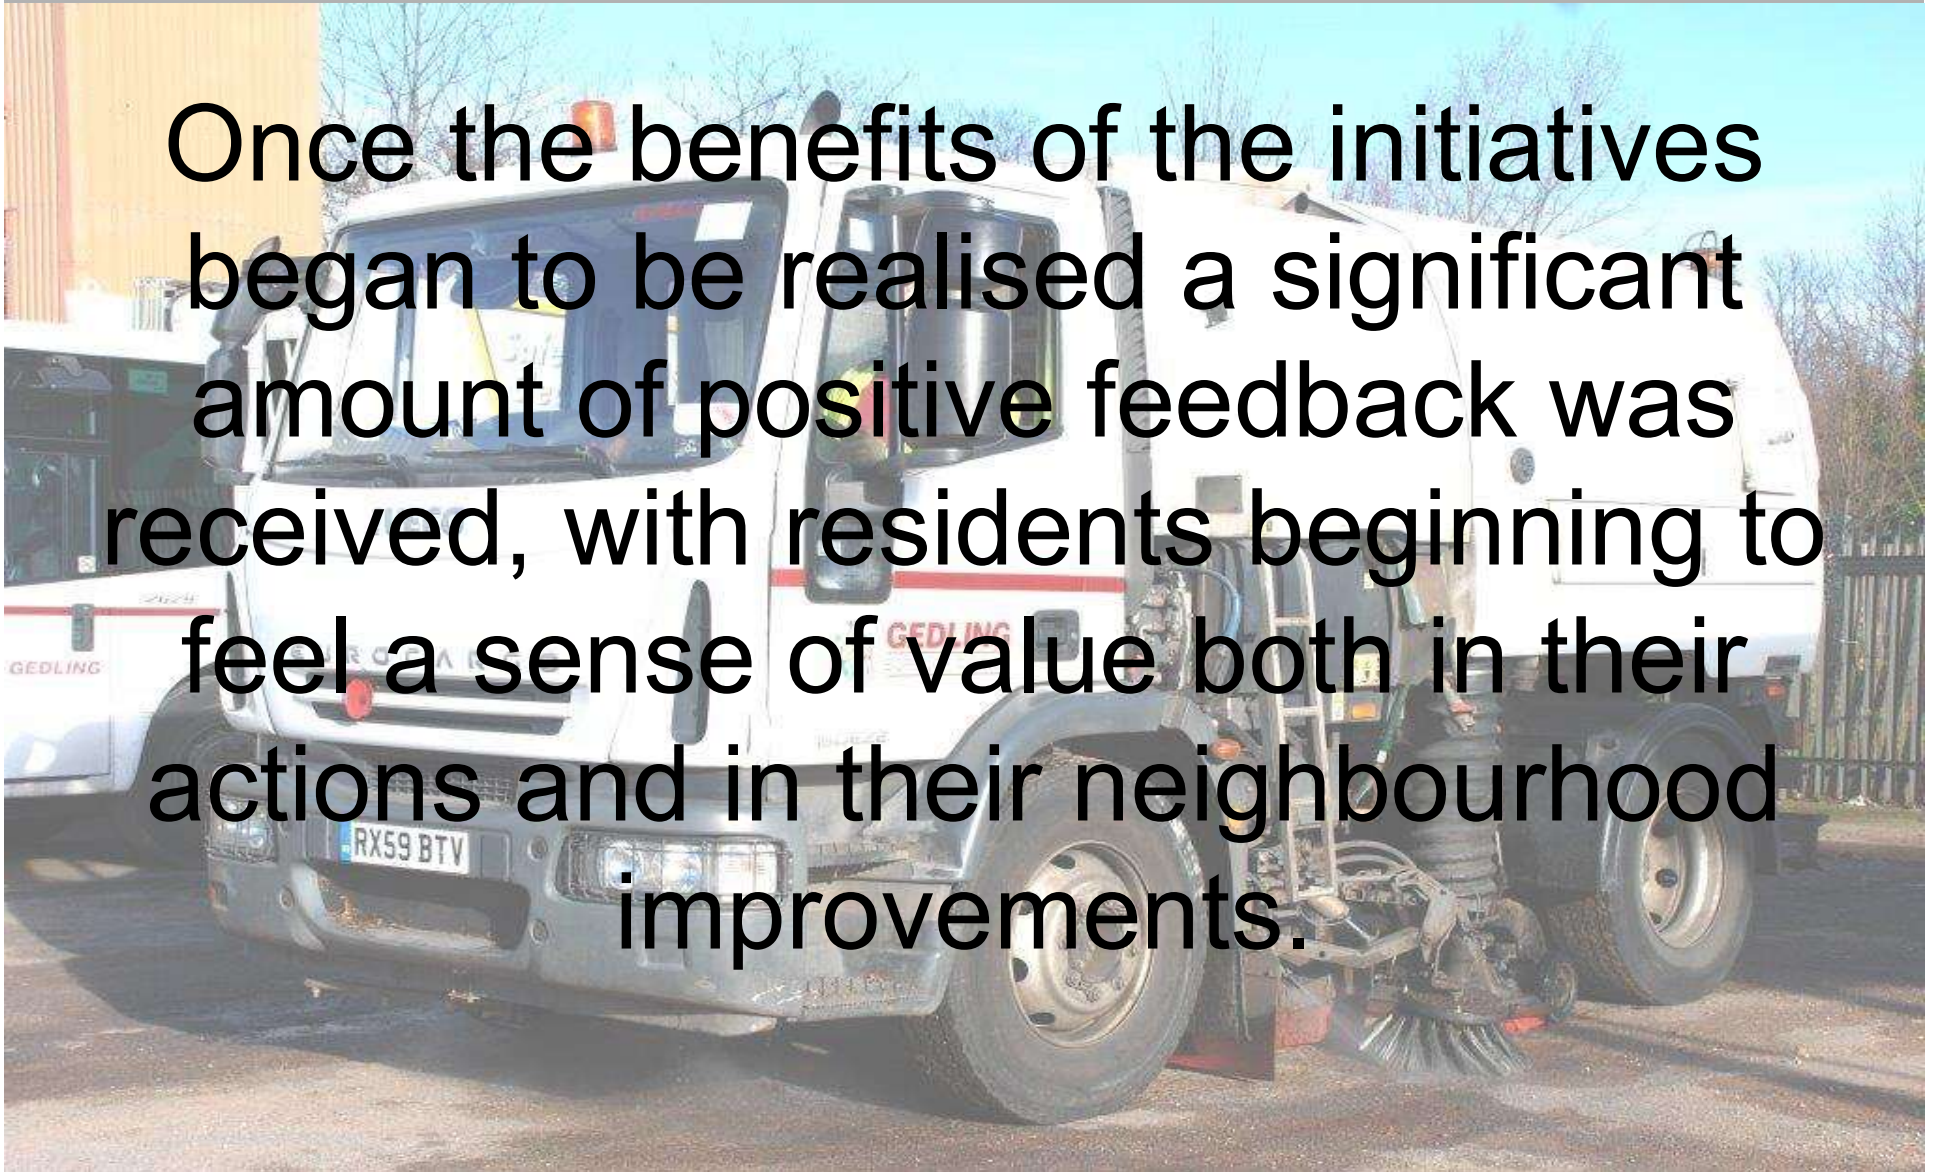 Once the benefits of the initiatives
began to be realised a significant
amount of positive feedback was
received, with residents beginning to
feel a sense of value both in their
actions and in their neighbourhood
improvements.
GEDLING
GEDLING
RX59 BTV